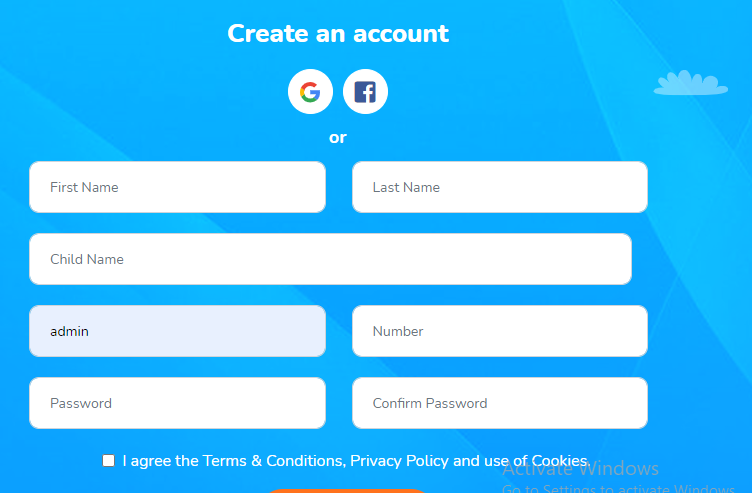 Create an account
or
First Name
Last Name
Child Name
admin
Number
Password
Confirm Password
I agree the Terms & Conditions, Privacy Policy and use of Cookies.
Activate Windows
Go to Settings to activate Windows.